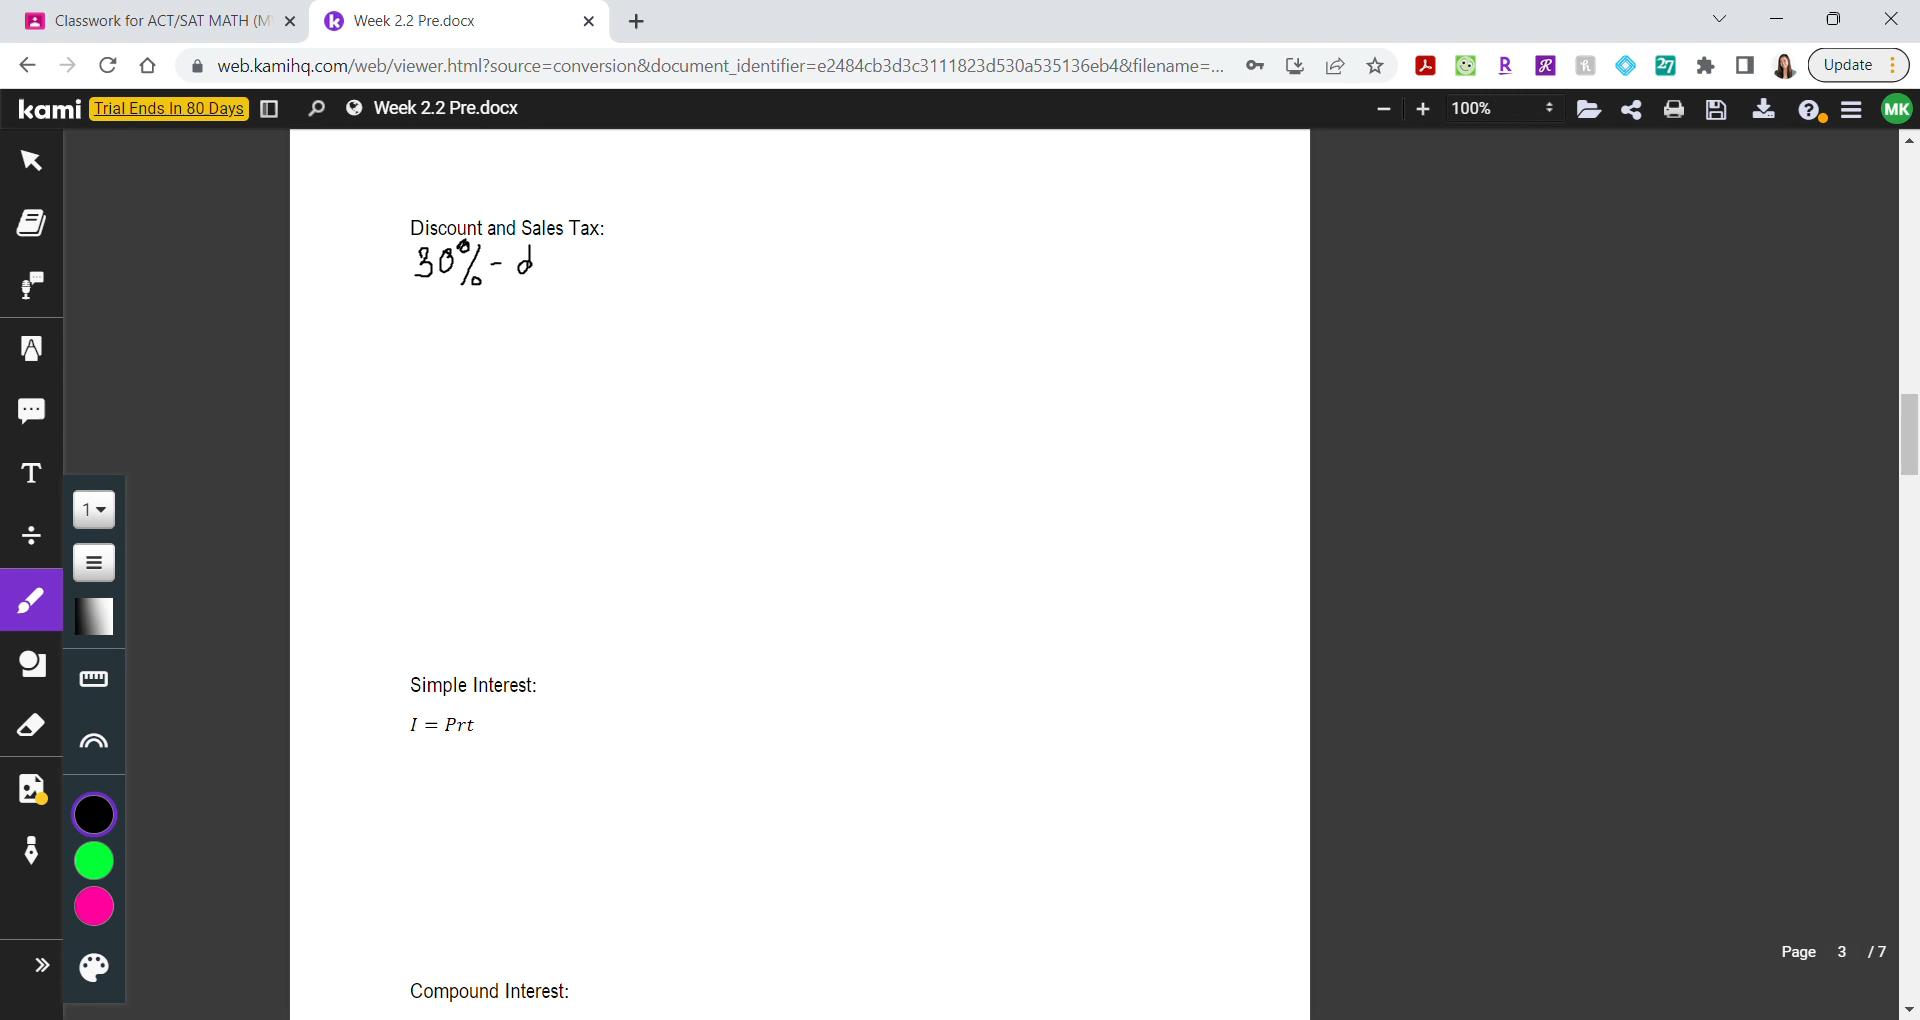 Classwork for ACT/SAT MATH (M
Week 2.2 Pre.docx
web.kamihq.com/web/viewer.html?source=conversion&document_identifier=e2484cb3d3c3111823d530a535136eb4&filename=...
Update
kami Trial Ends In 80 Days Week 2.2 Pre.docx 100% MK
Discount and Sales Tax:
30% - d
1
Simple Interest:
I = Prt
Page 3 / 7
Compound Interest: